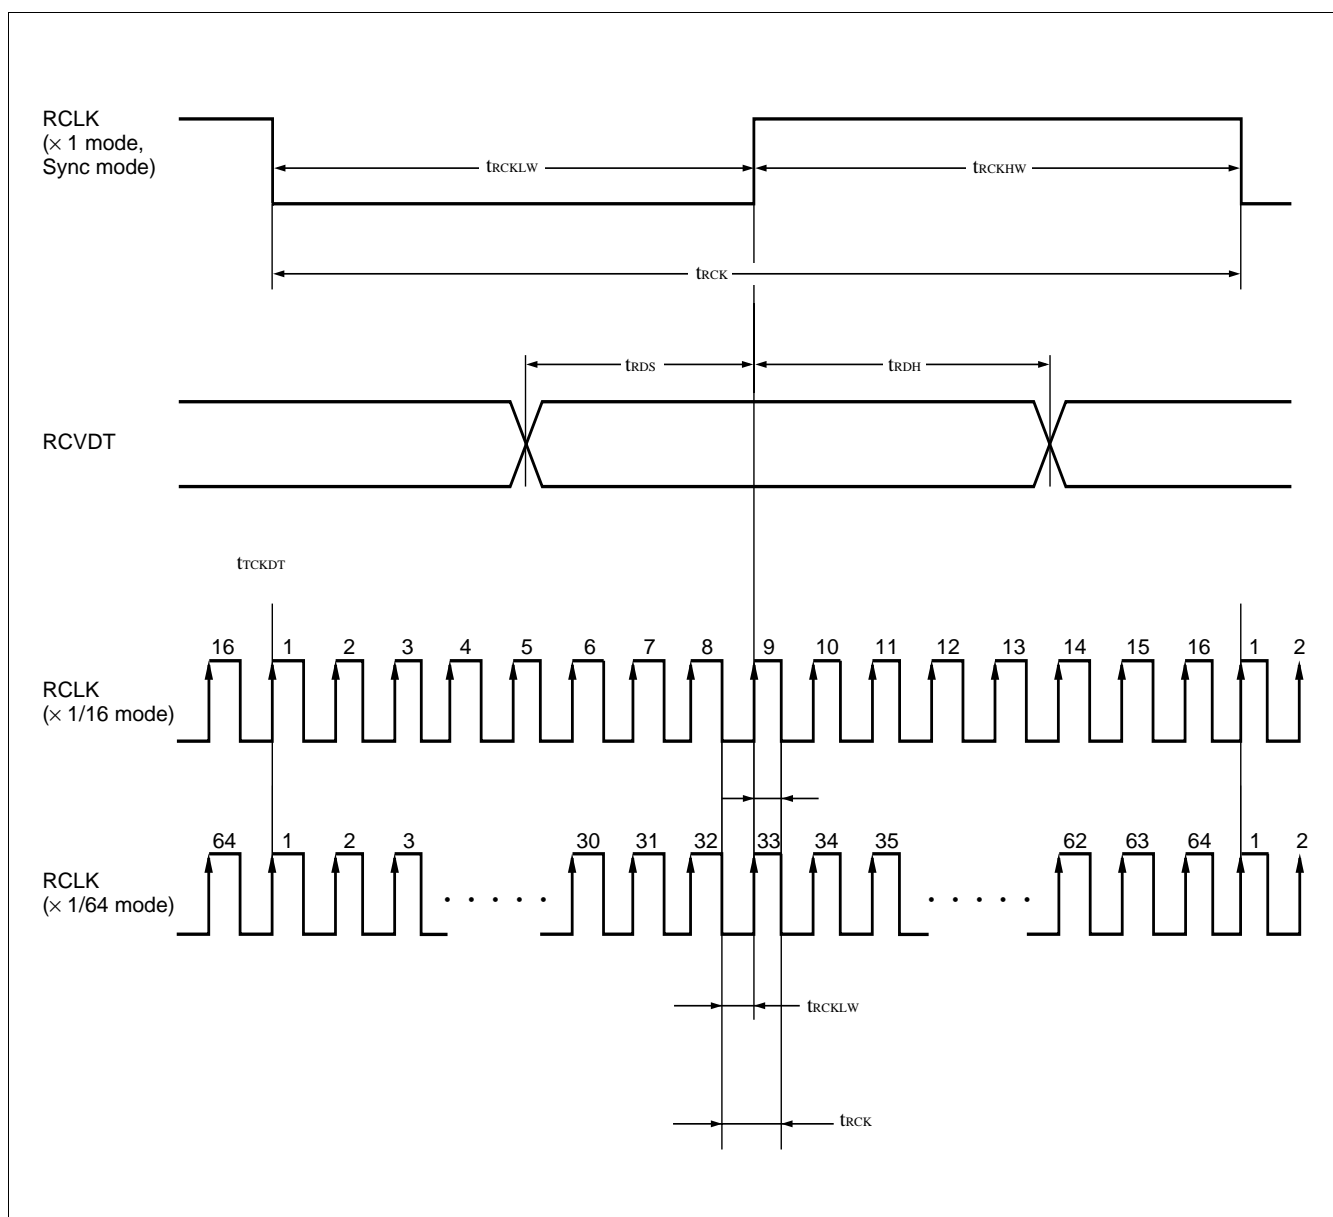 RCLK
(× 1 mode,
Sync mode)
tRCKLW
tRCKHW
tRCK
tRDS
tRDH
RCVDT
tTCKDT
16 1 2 3 4 5 6 7 8 9 10 11 12 13 14 15 16 1 2
RCLK
(× 1/16 mode)
64 1 2 3 30 31 32 33 34 35 62 63 64 1 2
RCLK
(× 1/64 mode)
· · · · · · · · · ·
tRCKLW
tRCK